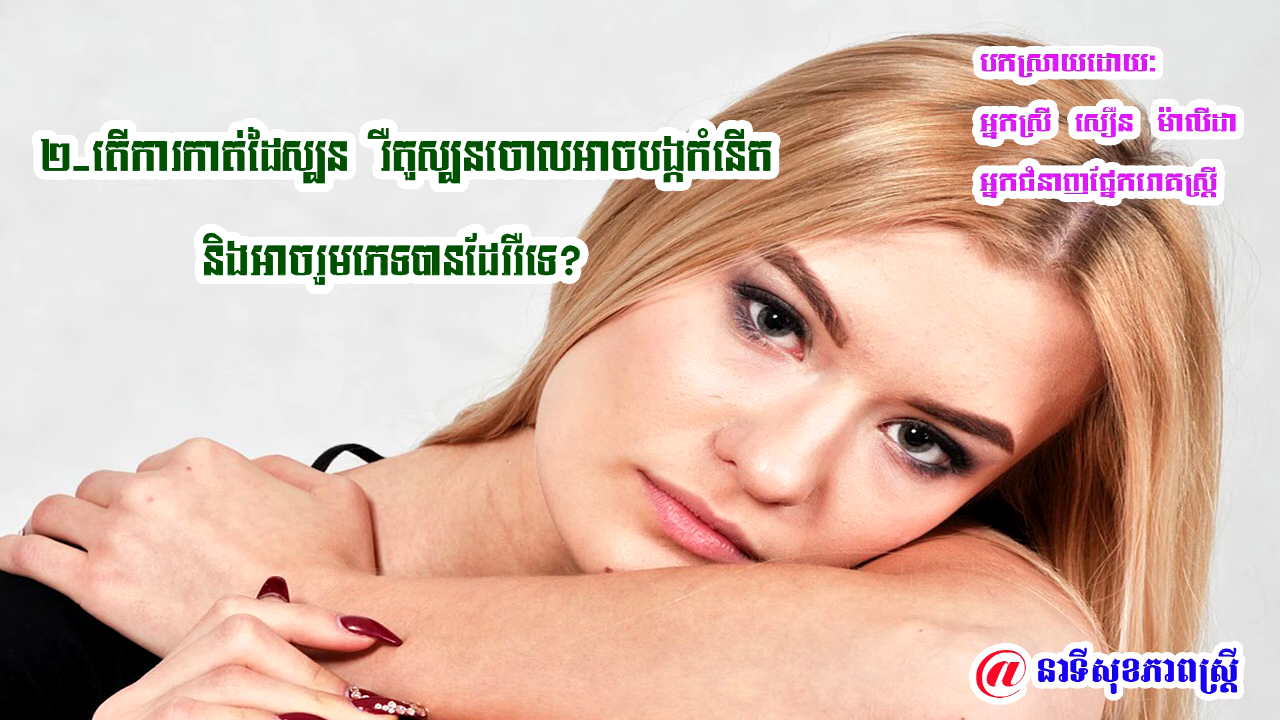 ២_តើការកាត់ដៃស្បូន រឺតួស្បូនចោលអាចបង្កកំនើត
និងអាចរួមភេទបានដែររឺទេ?
បកស្រាយដោយៈ
អ្នកស្រី ស្សឿន ម៉ាលីដា
អ្នកជំនាញផ្នែករោគស្ត្រី
@ នាទីសុខភាពស្ត្រី